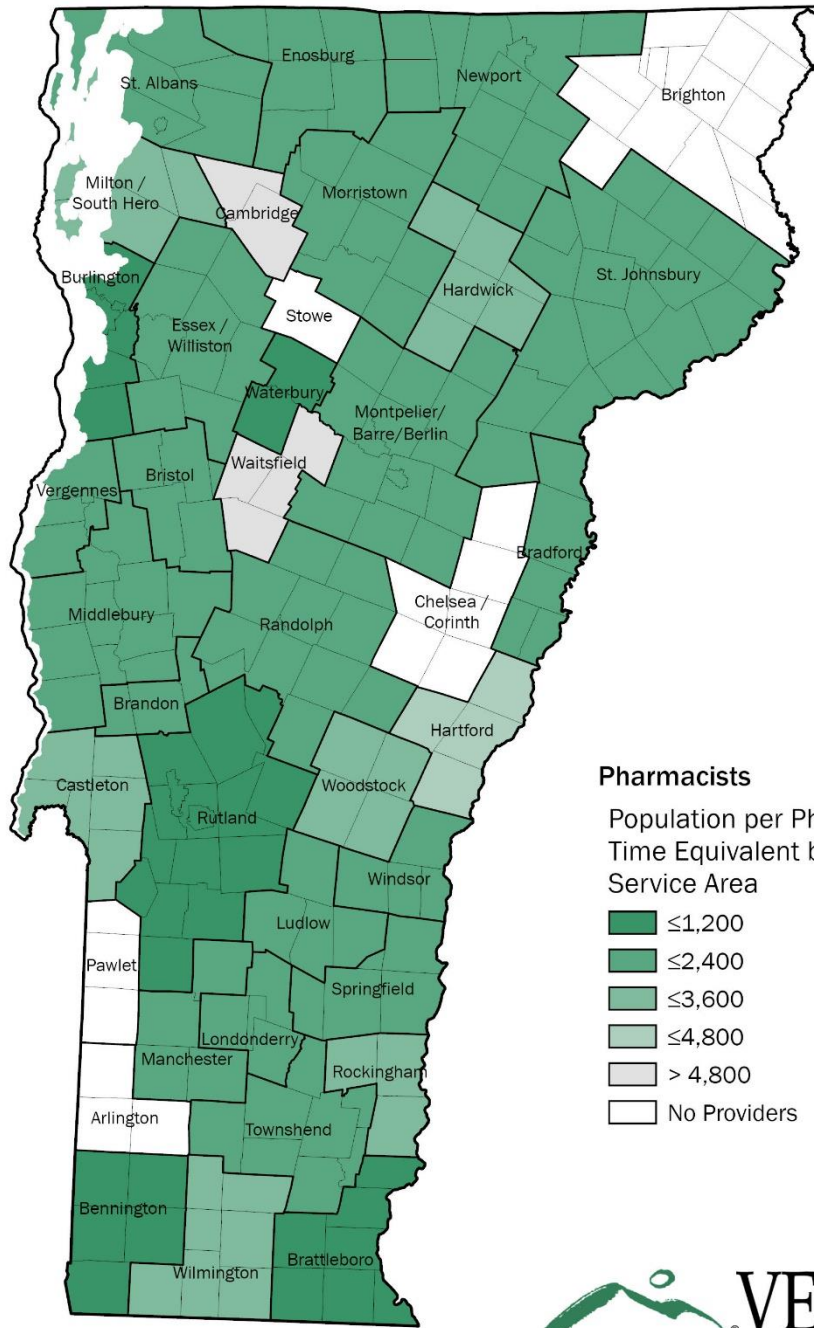 Enosburg
St. Albans
Newport
Brighton
Milton /
South Hero
Cambridge
Morristown
Burlington
Hardwick
St. Johnsbury
Stowe
Essex /
Williston
Waterbury
Montpelier/
Barre/Berlin
Waitsfield
Bristol
Vergennes
Bradford
Chelsea /
Corinth
Middlebury
Randolph
Brandon
Hartford
Castleton
Woodstock
Rutland
Windsor
Ludlow
Pawlet
Springfield
Londonderry
Manchester
Rockingham
Arlington
Townshend
Bennington
Brattleboro
Wilmington
Pharmacists
Population per Ph
Time Equivalent b
Service Area
≤1,200
≤2,400
≤3,600
≤4,800
> 4,800
No Providers
VE